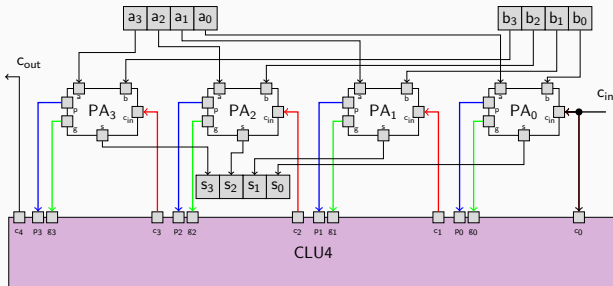 a3 a2 a1 a0 b3 b2 b1 b0
cout cin
a b a b a b a b
p PA3 cin p PA2 cin p PA1 cin p PA0 cin
g s g s g s g s
s3 s2 s1 s0
c4 p3 g3 c3 p2 g2 c2 p1 g1 c1 p0 g0 c0
CLU4